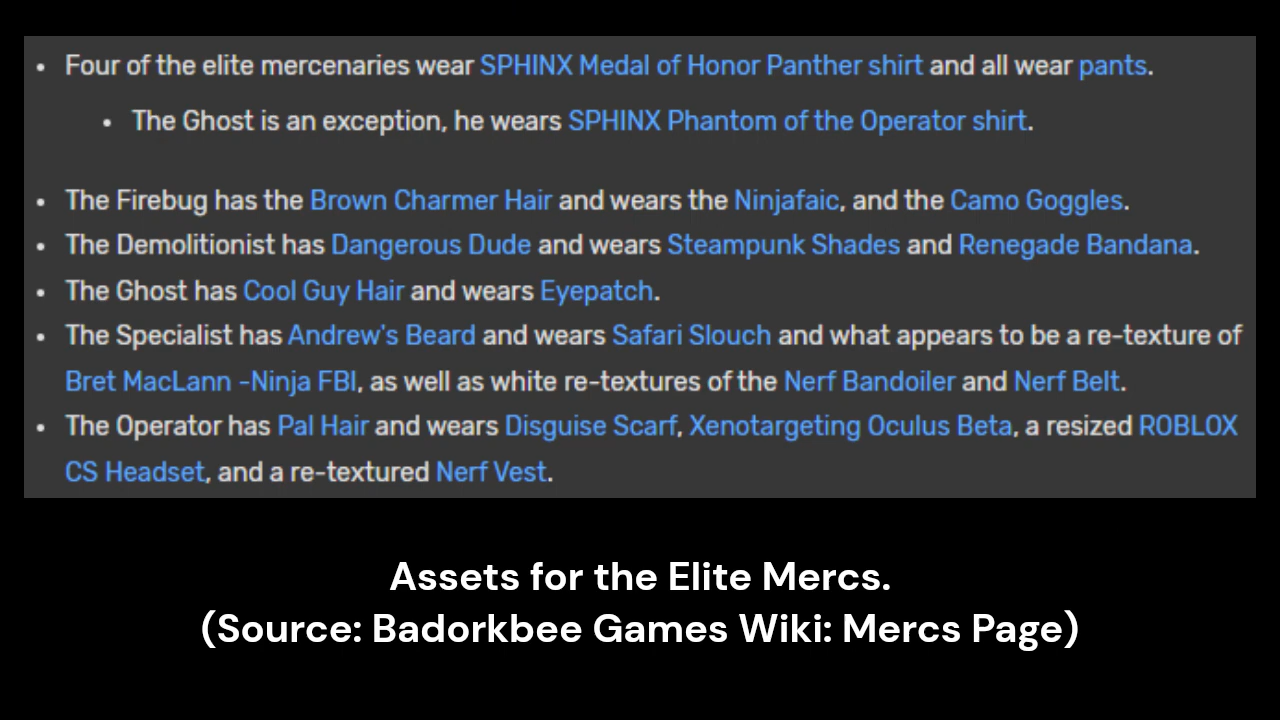 • Four of the elite mercenaries wear SPHINX Medal of Honor Panther shirt and all wear pants.
• The Ghost is an exception, he wears SPHINX Phantom of the Operator shirt.
• The Firebug has the Brown Charmer Hair and wears the Ninjafaic, and the Camo Goggles.
• The Demolitionist has Dangerous Dude and wears Steampunk Shades and Renegade Bandana.
• The Ghost has Cool Guy Hair and wears Eyepatch.
• The Specialist has Andrew's Beard and wears Safari Slouch and what appears to be a re-texture of
Bret MacLann -Ninja FBI, as well as white re-textures of the Nerf Bandoiler and Nerf Belt.
• The Operator has Pal Hair and wears Disguise Scarf, Xenotargeting Oculus Beta, a resized ROBLOX
CS Headset, and a re-textured Nerf Vest.
Assets for the Elite Mercs.
(Source: Badorkbee Games Wiki: Mercs Page)